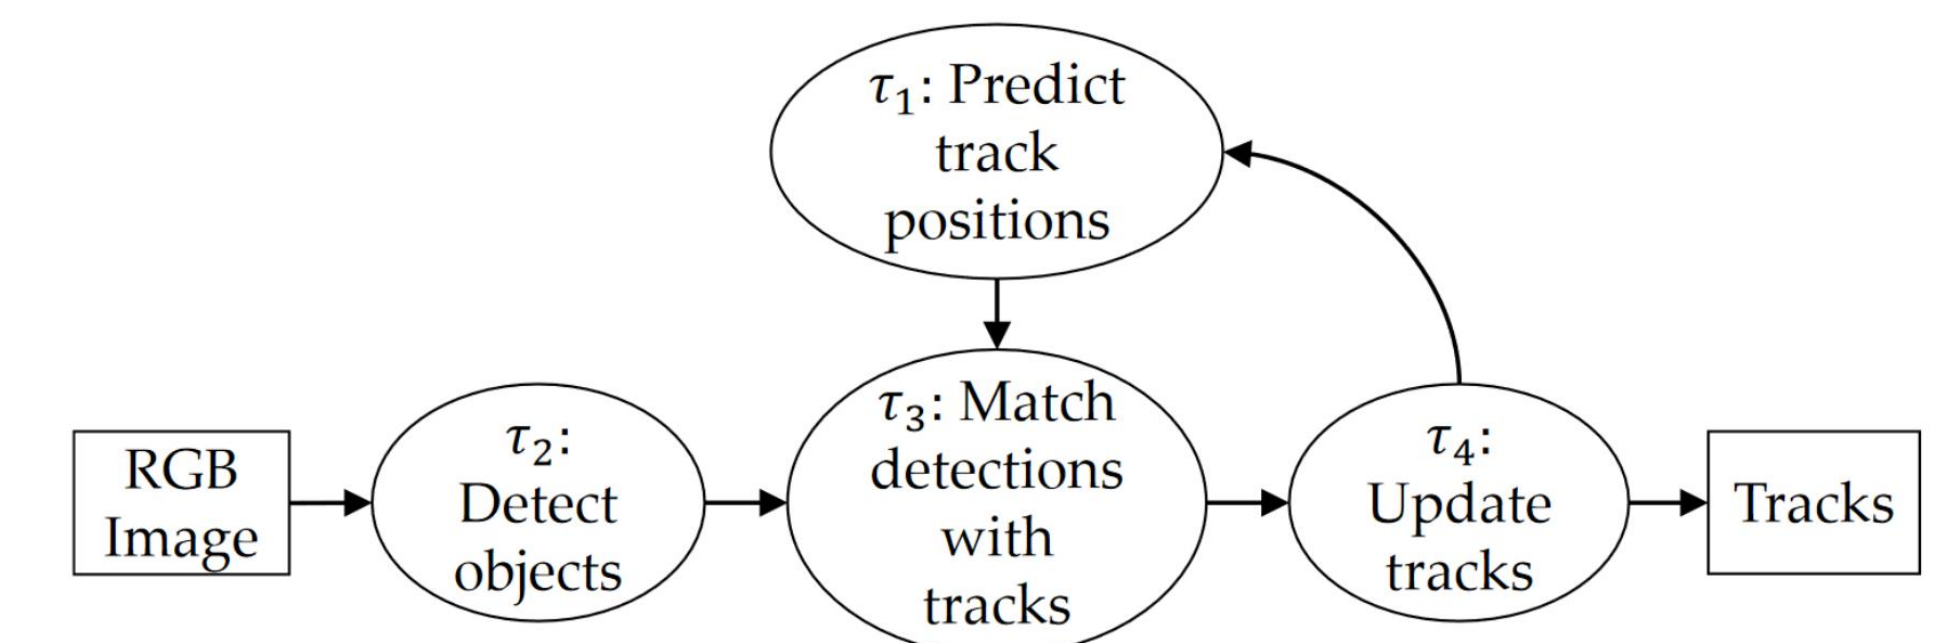 τ₁: Predict
track
positions
RGB
Image
τ₂:
Detect
objects
τ₃: Match
detections
with
tracks
τ₄:
Update
tracks
Tracks